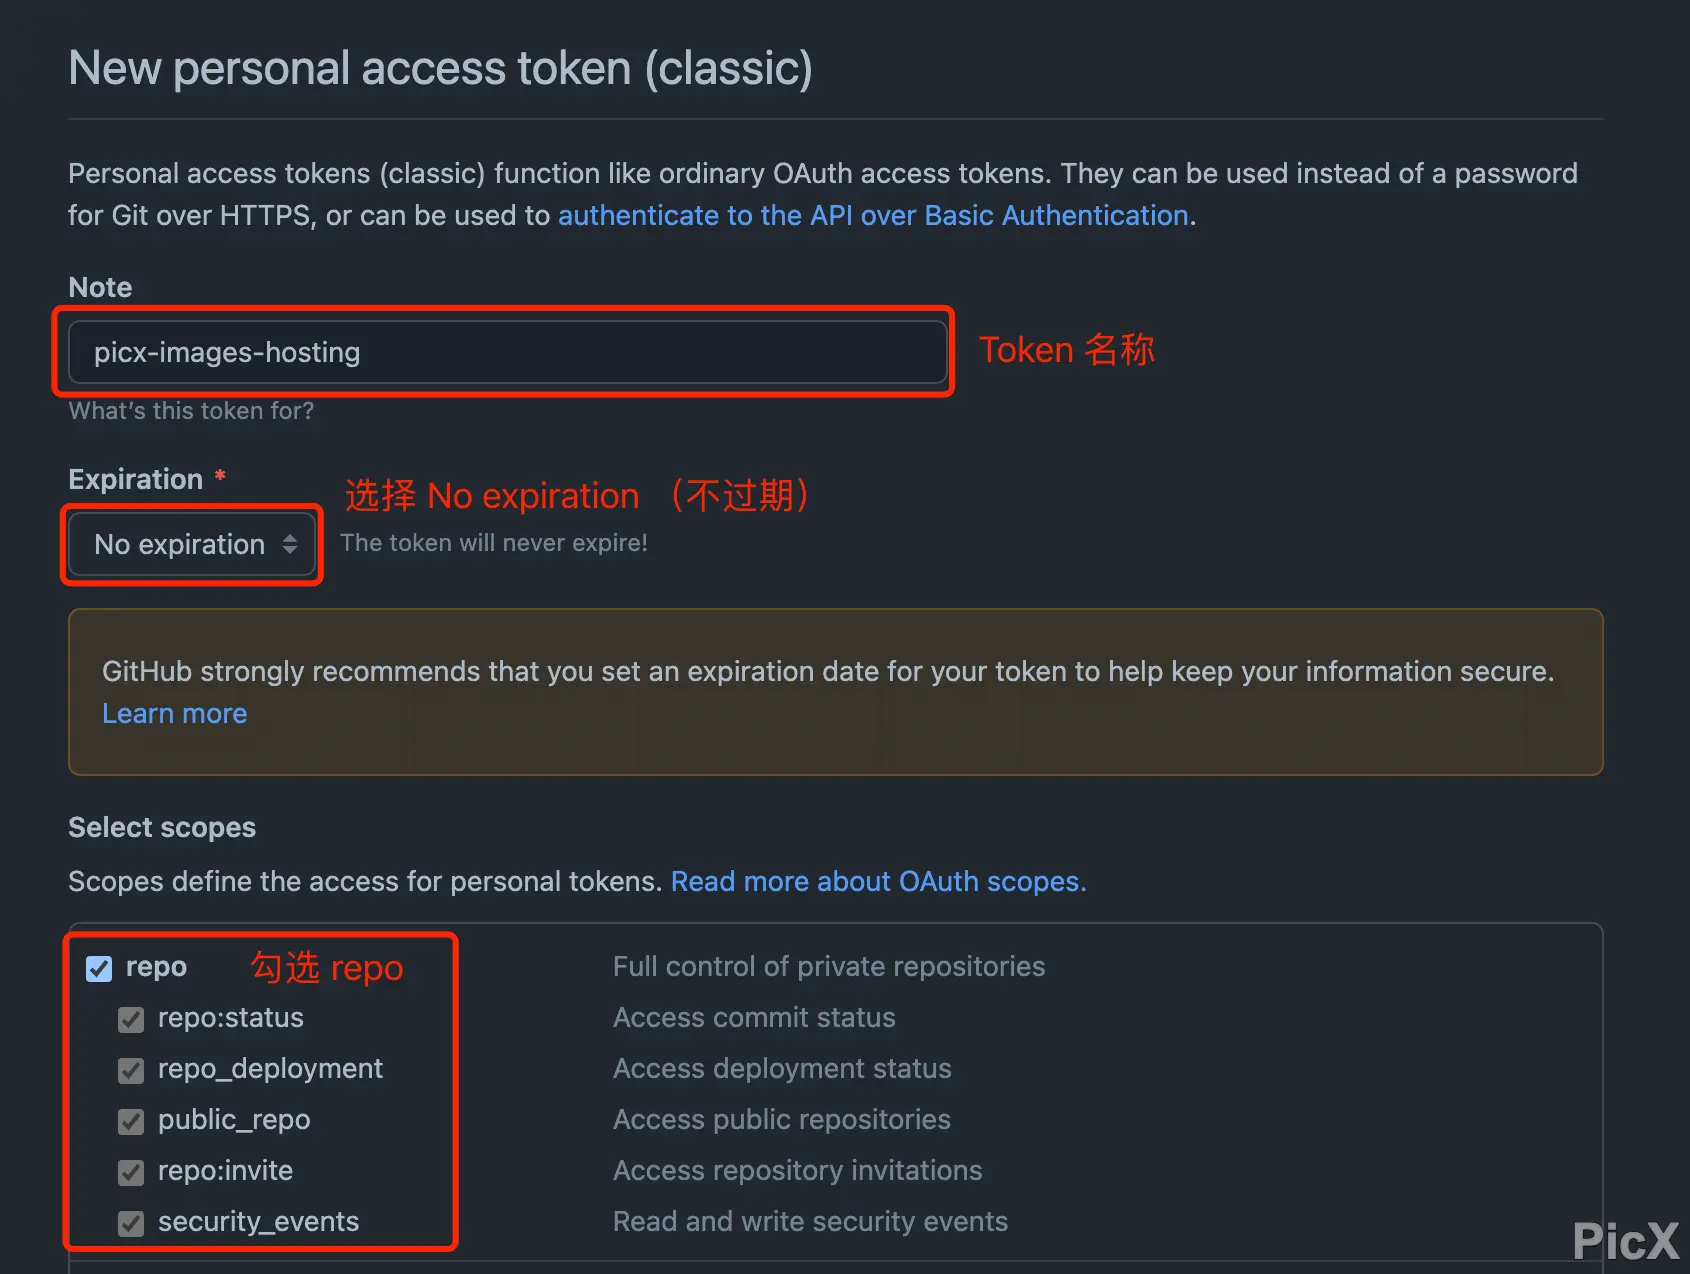 New personal access token (classic)
Personal access tokens (classic) function like ordinary OAuth access tokens. They can be used instead of a password
for Git over HTTPS, or can be used to authenticate to the API over Basic Authentication.
Note
picx-images-hosting
Token 名称
What's this token for?
Expiration *
选择 No expiration （不过期）
No expiration
The token will never expire!
GitHub strongly recommends that you set an expiration date for your token to help keep your information secure.
Learn more
Select scopes
Scopes define the access for personal tokens. Read more about OAuth scopes.
repo 勾选 repo Full control of private repositories
repo:status Access commit status
repo_deployment Access deployment status
public_repo Access public repositories
repo:invite Access repository invitations
security_events Read and write security events
PicX